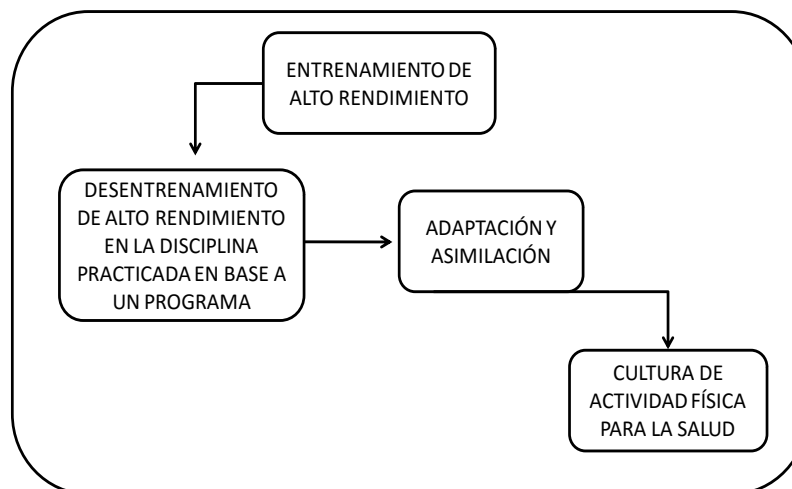 ENTRENAMIENTO DE
ALTO RENDIMIENTO
DESENTRENAMIENTO
DE ALTO RENDIMIENTO
EN LA DISCIPLINA
PRACTICADA EN BASE A
UN PROGRAMA
ADAPTACIÓN Y
ASIMILACIÓN
CULTURA DE
ACTIVIDAD FÍSICA
PARA LA SALUD